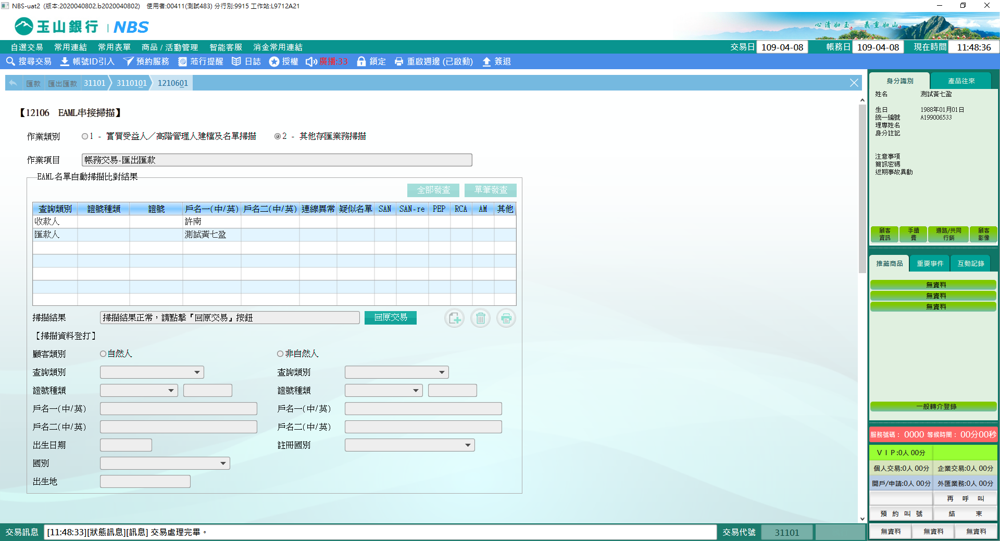 NBS-uat2 (版本:2020040802.b2020040802) 使用者:00411(測試483) 分行別:9915 工作站:L9712A21
玉山銀行 | NBS
心清如玉 義重如山
自選交易 常用連結 常用表單 商品 / 活動管理 智能客服 消金常用連結 交易日 109-04-08 帳務日 109-04-08 現在時間 11:48:36
搜尋交易 帳號ID引入 預約服務 蒞行提醒 日誌 授權 廣播:33 鎖定 重啟週邊 (已啟動) 簽退
匯款 匯出匯款 31101 3110101 1210601
【12106 EAML串接掃描】
作業類別 1 - 實質受益人／高階管理人建檔及名單掃描 2 - 其他存匯業務掃描
作業項目 帳務交易-匯出匯款
EAML名單自動掃描比對結果
全部發查 單筆發查
查詢類別 證號種類 證號 戶名一(中/英) 戶名二(中/英) 連線異常 疑似名單 SAN SAN-re PEP RCA AM 其他
收款人 許南
匯款人 測試黃七盈
掃描結果 掃描結果正常，請點擊『回原交易』按鈕 回原交易
【掃描資料登打】
顧客類別 自然人 非自然人
查詢類別 查詢類別
證號種類 證號種類
戶名一(中/英) 戶名一(中/英)
戶名二(中/英) 戶名二(中/英)
出生日期 註冊國別
國別
出生地
交易訊息 [11:48:33][狀態訊息][訊息] 交易處理完畢。 交易代號 31101
身分識別 產品往來
姓名 測試黃七盈
生日 1988年01月01日
統一編號 A199006533
理專姓名
身分註記
注意事項
簡訊密碼
近期事故異動
顧客資訊 手續費 通路/共同行銷 顧客影像
推薦商品 重要事件 互動記錄
無資料
無資料
無資料
一般轉介登錄
服務號碼： 0000 等候時間： 00分00秒
ＶＩＰ:0人 00分
個人交易:0人 00分 企業交易:0人 00分
開戶/申請:0人 00分 外匯業務:0人 00分
再 呼 叫
預 約 叫 號 結 束
無資料 無資料 無資料